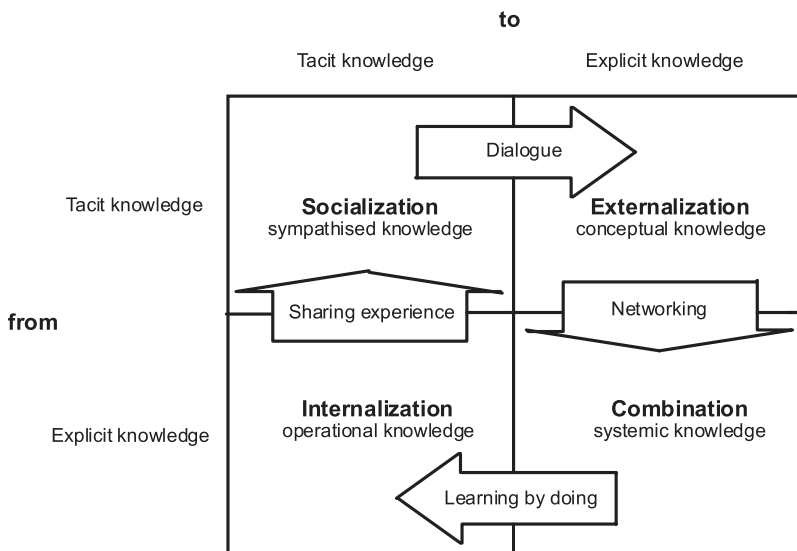 to
Tacit knowledge
Explicit knowledge
Dialogue
Tacit knowledge
Socialization
sympathised knowledge
Externalization
conceptual knowledge
from
Sharing experience
Networking
Explicit knowledge
Internalization
operational knowledge
Combination
systemic knowledge
Learning by doing